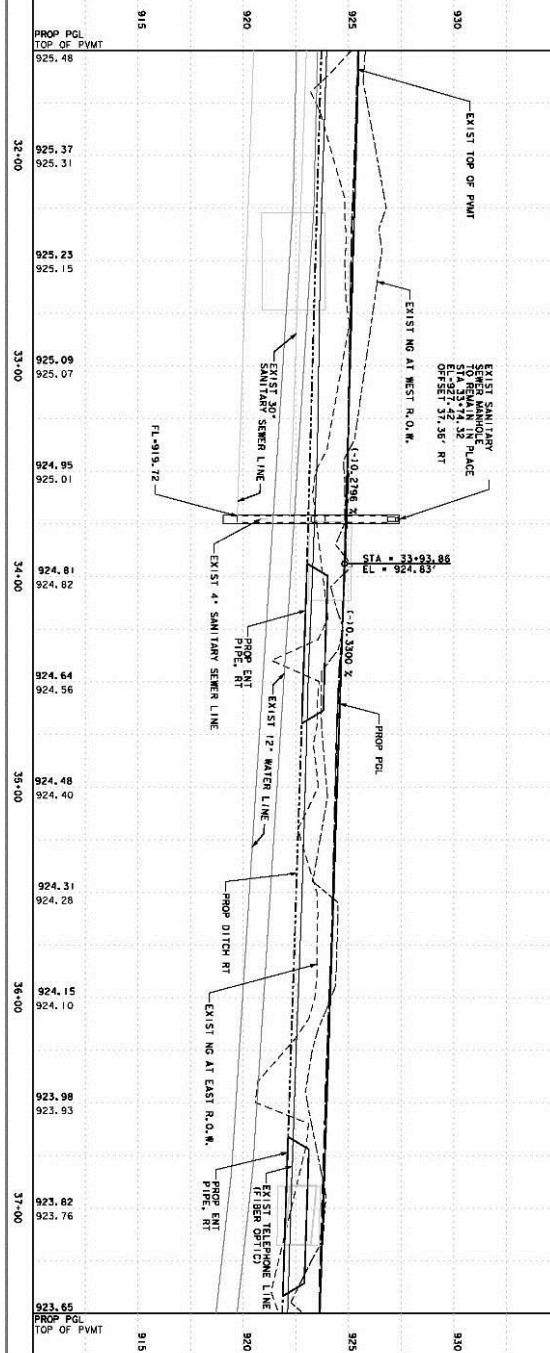 915
920
925
930
PROP PGL
TOP OF PVMT
925.48
925.37
925.31
925.23
925.15
925.09
925.07
924.95
925.01
924.81
924.82
924.64
924.56
924.48
924.40
924.31
924.28
924.15
924.10
923.98
923.93
923.82
923.76
923.65
PROP PGL
TOP OF PVMT
32+00
33+00
34+00
35+00
36+00
37+00
EXIST TOP OF PVMT
EXIST NG AT WEST R.O.W.
EXIST SANITARY
SEWER MANHOLE
TO REMAIN IN PLACE
STA 33+74.32
EL=927.42
OFFSET 37.36' RT
EXIST 30"
SANITARY SEWER LINE
(-)0.2796 %
FL=919.72
STA = 33+93.86
EL = 924.83'
EXIST 4" SANITARY SEWER LINE
PROP ENT
PIPE, RT
(-)0.3300 %
EXIST 12" WATER LINE
PROP PGL
PROP DITCH RT
EXIST NG AT EAST R.O.W.
PROP ENT
PIPE, RT
EXIST TELEPHONE LINE
(FIBER OPTIC)
915
920
925
930